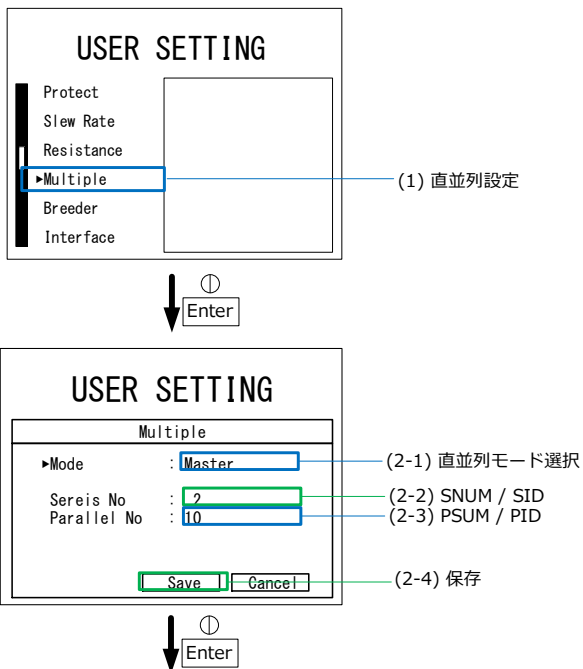 USER SETTING
Protect
Slew Rate
Resistance
►Multiple
Breeder
Interface
(1) 直並列設定
Enter
USER SETTING
Multiple
►Mode : Master
(2-1) 直並列モード選択
Sereis No : 2
(2-2) SNUM / SID
Parallel No : 10
(2-3) PSUM / PID
Save Cancel
(2-4) 保存
Enter